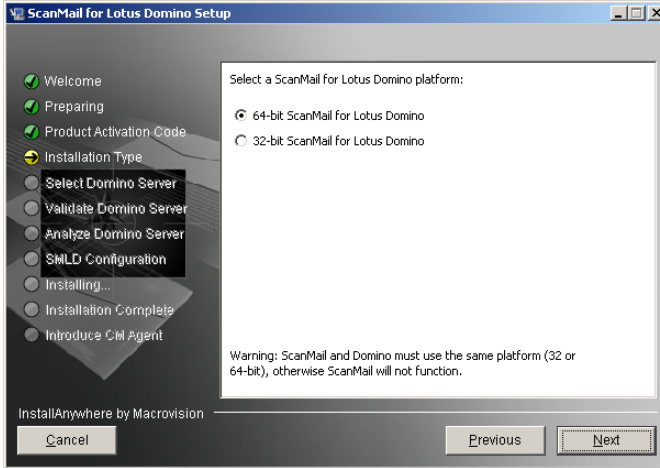 ScanMail for Lotus Domino Setup
Welcome
Preparing
Product Activation Code
Installation Type
Select Domino Server
Validate Domino Server
Analyze Domino Server
SMLD Configuration
Installing...
Installation Complete
Introduce CM Agent
Select a ScanMail for Lotus Domino platform:
64-bit ScanMail for Lotus Domino
32-bit ScanMail for Lotus Domino
Warning: ScanMail and Domino must use the same platform (32 or
64-bit), otherwise ScanMail will not function.
InstallAnywhere by Macrovision
Cancel
Previous
Next